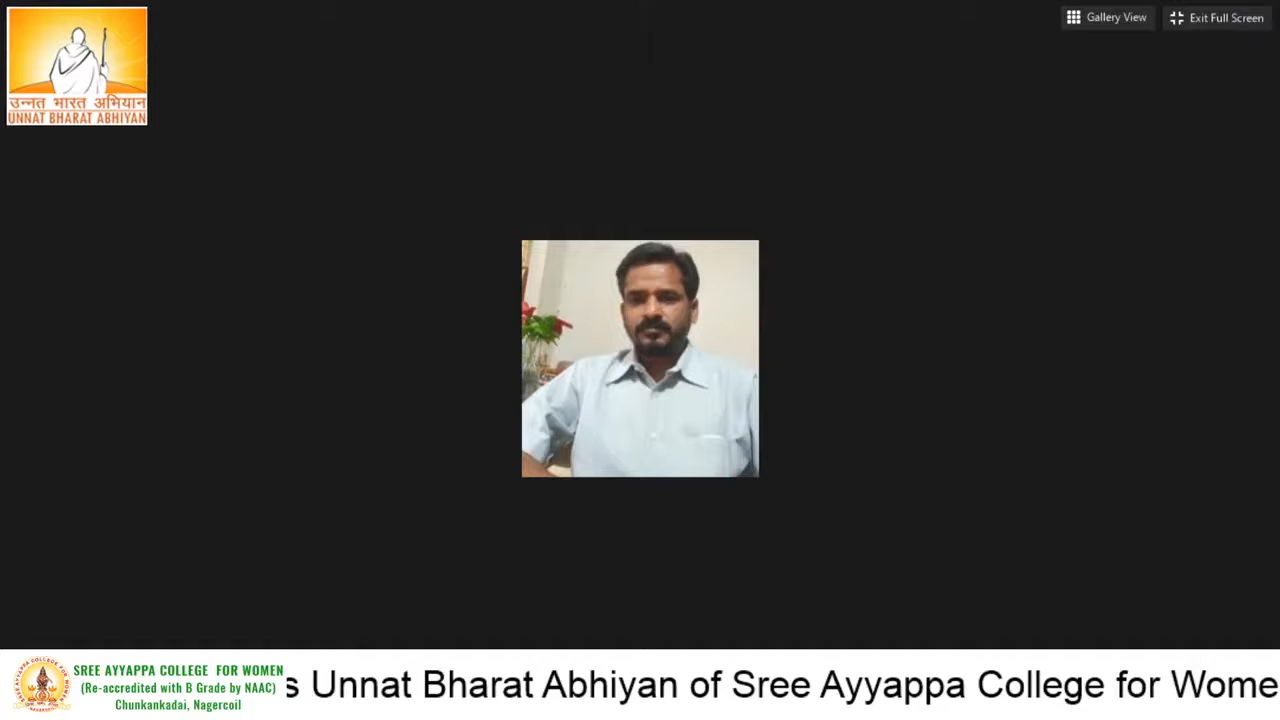 Gallery View
Exit Full Screen
उन्नत भारत अभियान
UNNAT BHARAT ABHIYAN
SREE AYYAPPA COLLEGE FOR WOMEN
(Re-accredited with B Grade by NAAC)
Chunkankadai, Nagercoil
s Unnat Bharat Abhiyan of Sree Ayyappa College for Wome